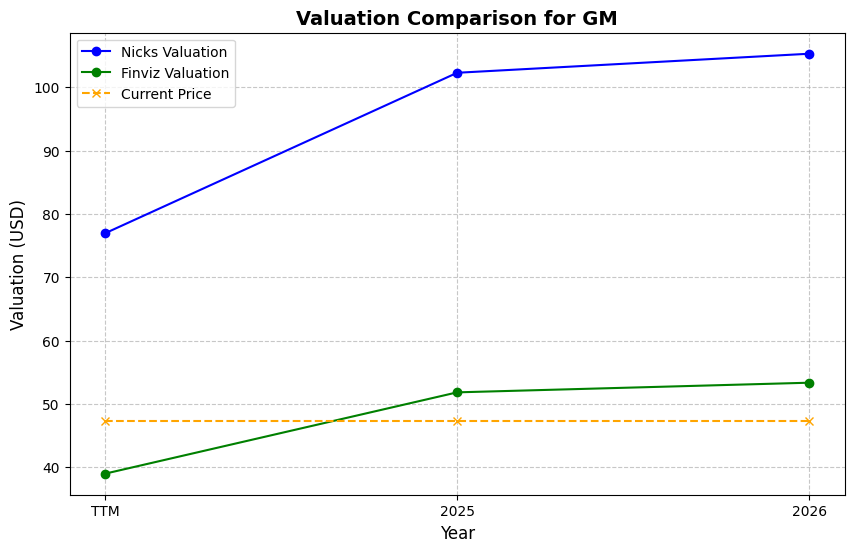 Valuation Comparison for GM
Nicks Valuation
Finviz Valuation
Current Price
100
90
80
70
60
50
40
Valuation (USD)
TTM
2025
2026
Year